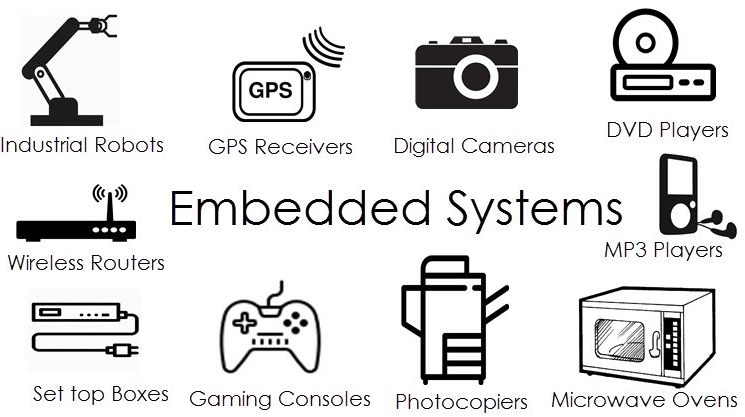 GPS
Industrial Robots
GPS Receivers
Digital Cameras
DVD Players
Embedded Systems
Wireless Routers
MP3 Players
Set top Boxes
Gaming Consoles
Photocopiers
Microwave Ovens